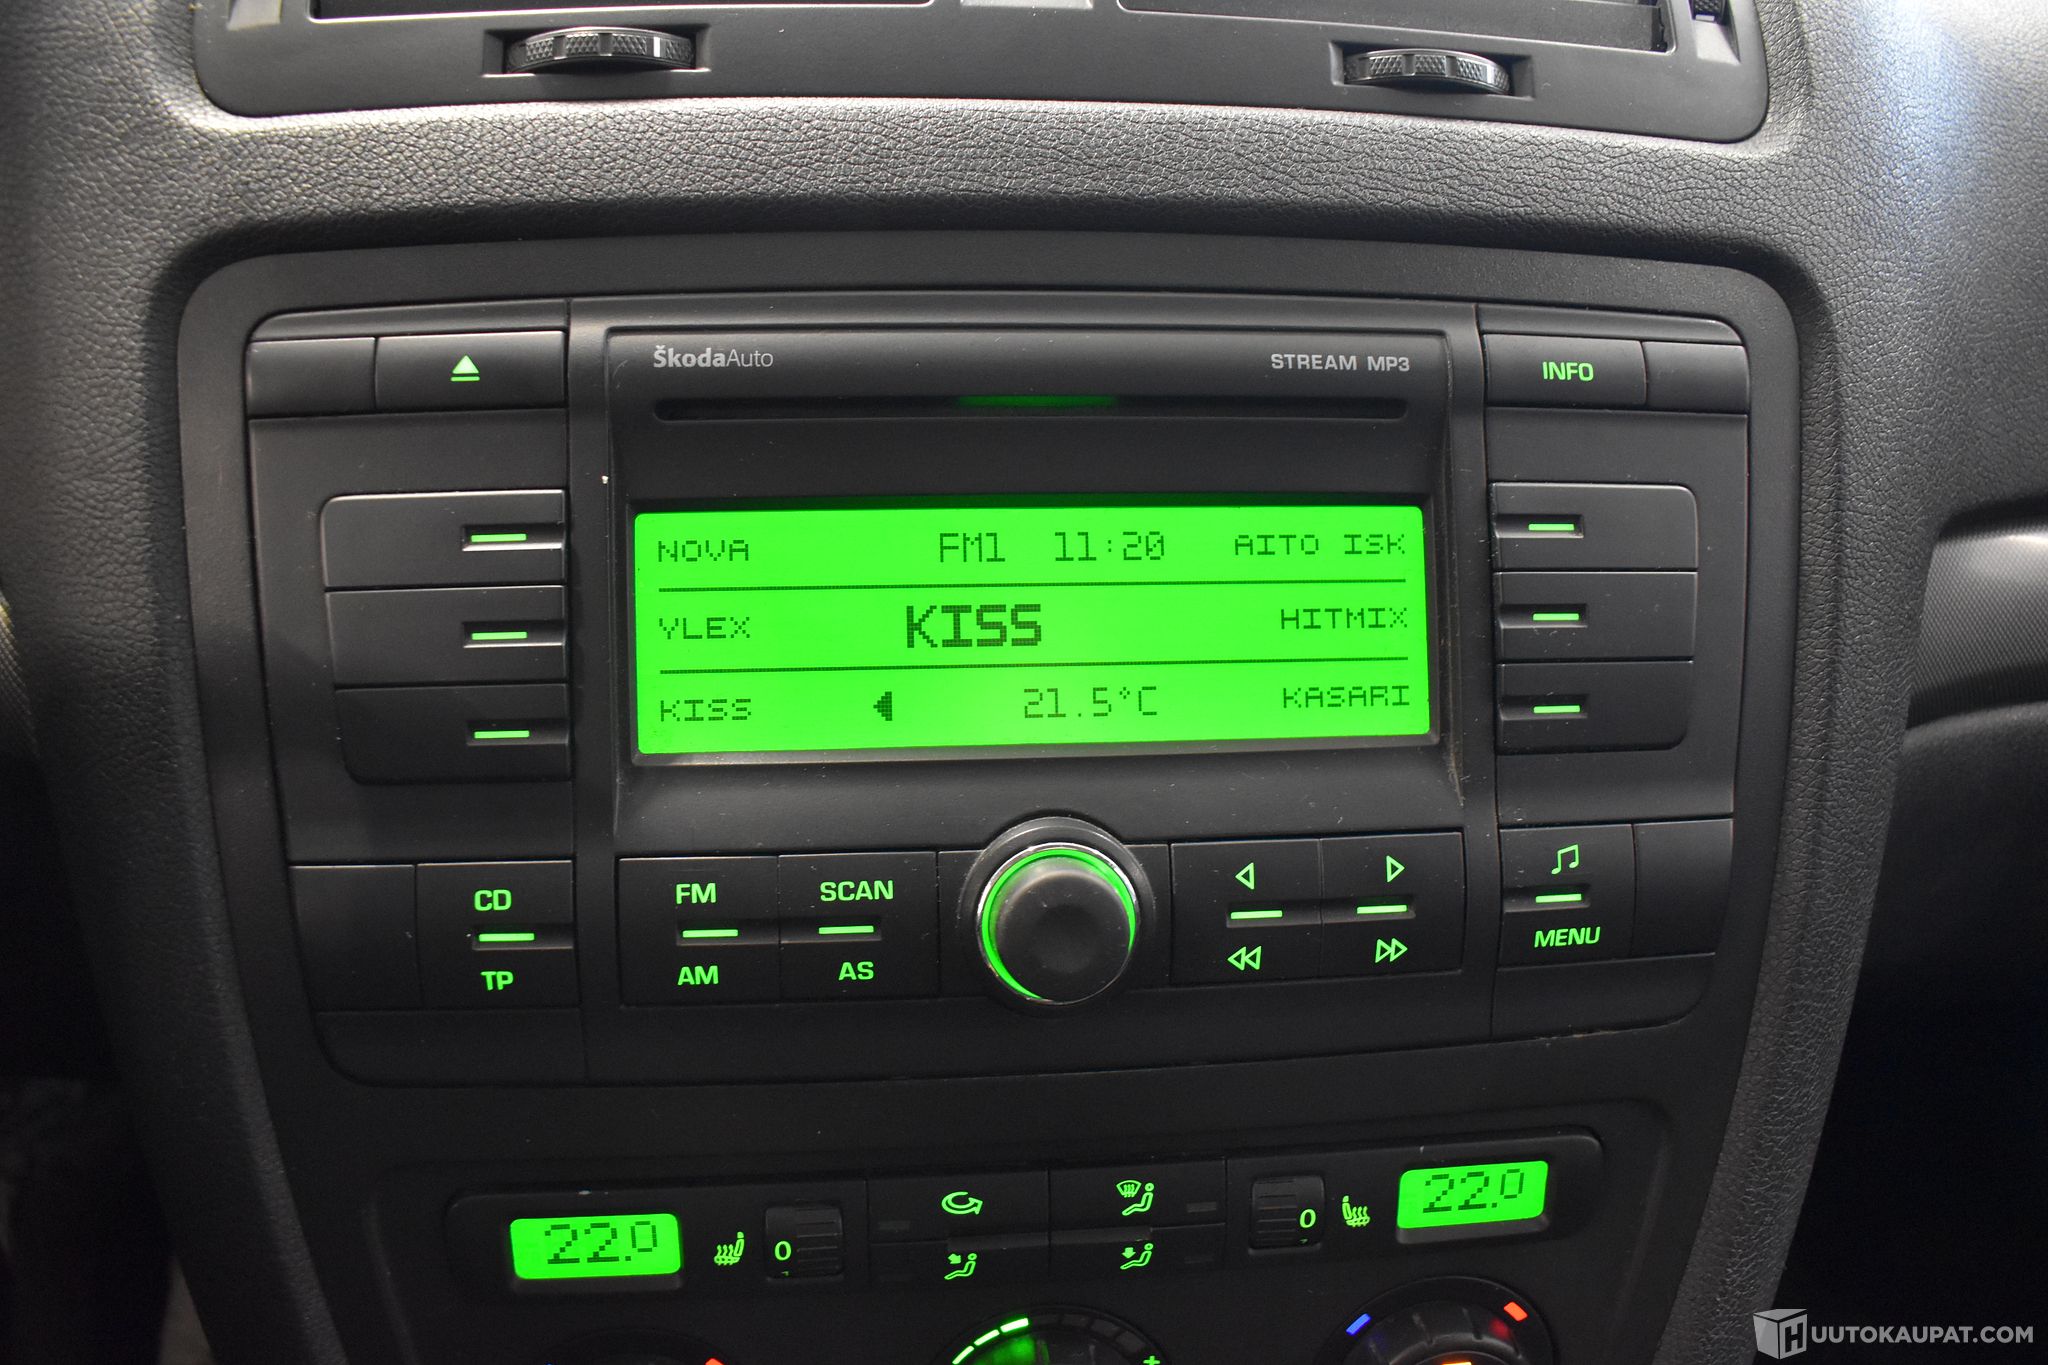 ŠkodaAuto STREAM MP3 INFO
NOVA FM1 11:20 AITO ISK
YLEX KISS HITMIX
KISS 21.5°C KASARI
CD FM SCAN
TP AM AS MENU
22.0 0 0 22.0
HUUTOKAUPAT.COM